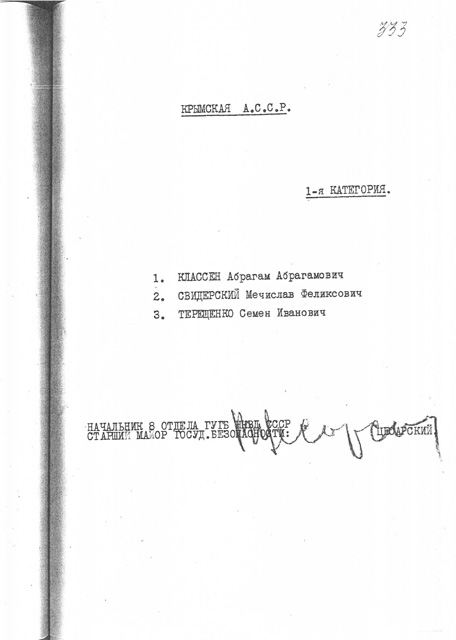 333
КРЫМСКАЯ А.С.С.Р.
1-я КАТЕГОРИЯ.
1. КЛАССЕН Абрагам Абрагамович
2. СВИДЕРСКИЙ Мечислав Феликсович
3. ТЕРЕЩЕНКО Семен Иванович
НАЧАЛЬНИК 8 ОТДЕЛА ГУГБ НКВД СССР
СТАРШИЙ МАЙОР ГОСУД.БЕЗОПАСНОСТИ: ЦЕСАРСКИЙ